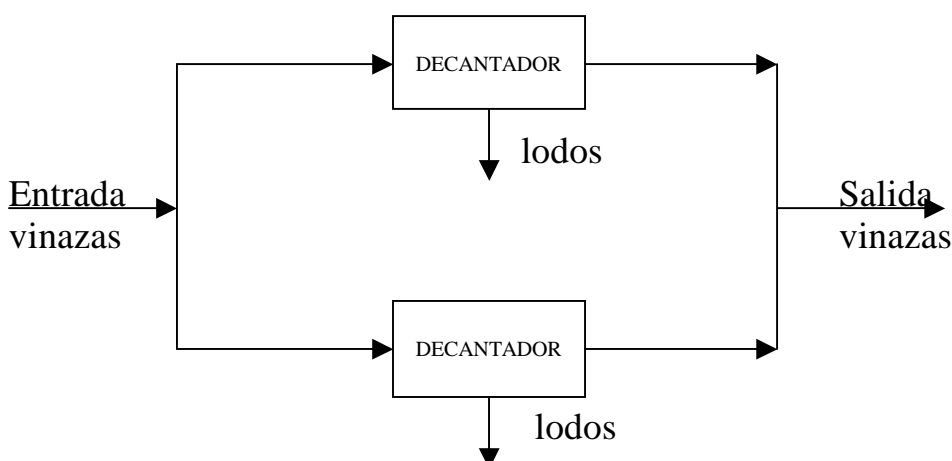 DECANTADOR
lodos
Entrada
vinazas
Salida
vinazas
DECANTADOR
lodos